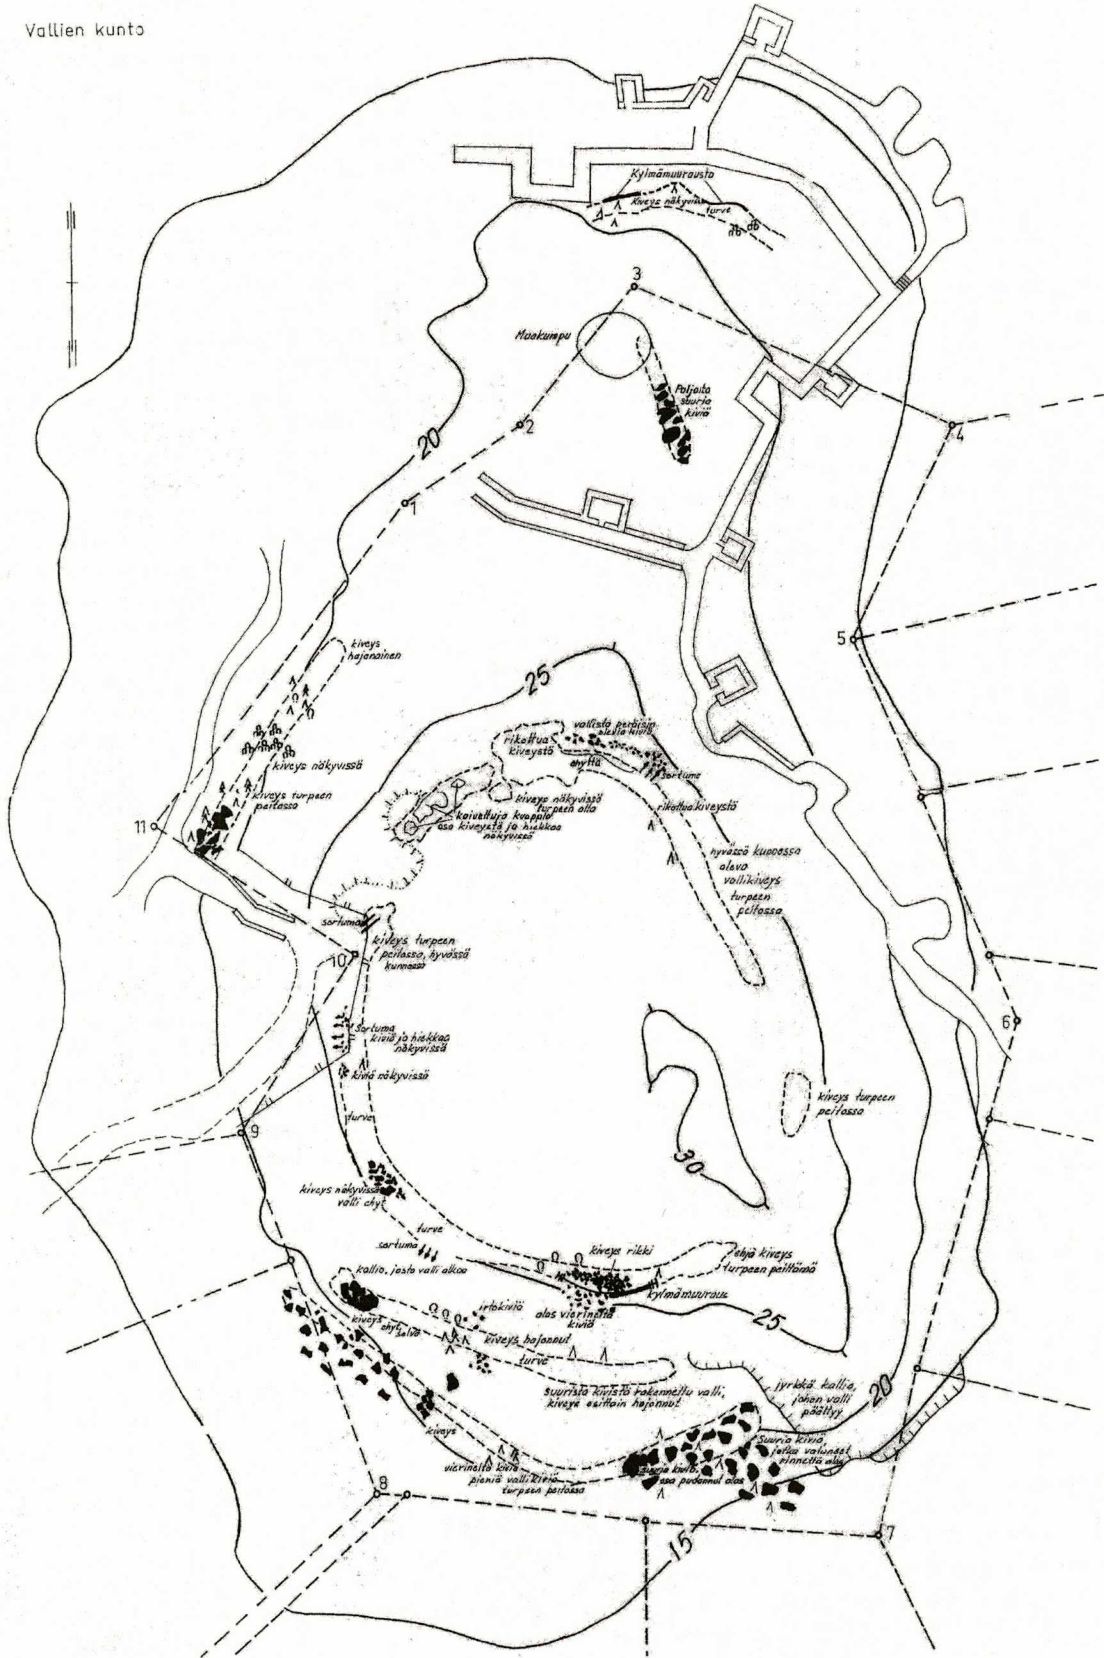 Vallien kunto
Kylmämuurausta
Kiveys näkyvis
turve
3
Maakumpu
Paljaita
suuria
kiviä
2
4
20
1
5
kiveys
hajanainen
25
vallista peräisin
olevia kiviä
rikottua
kiveystä
ehyttä
sortuma
kiveys näkyvissä
kiveys turpeen
peitossa
kiveys näkyvissä
turpeen alta
rikottua kiveystä
kaivettuja kuoppia
osa kiveystä ja hiekkaa
näkyvissä
11
hyvässä kunnossa
oleva
vallikiveys
turpeen
peitossa
sortuma
kiveys turpeen
peitossa, hyvässä
kunnossa
10
6
Sortuma
kiviä ja hiekkaa
näkyvissä
kiviä näkyvissä
kiveys turpeen
peitossa
turve
9
30
kiveys näkyvissä
valli ehyt
turve
sortuma
kiveys rikki
ehjä kiveys
turpeen peittämä
kallio, josta valli alkaa
kylmämuuraus
irtokiviä
alas vierineitä
kiviä
25
kiveys
ehyt
selvä
kiveys hajonnut
turve
suurista kivistä rakennettu valli,
kiveys osittain hajonnut
jyrkkä kallio,
johon valli
päättyy
20
kiveys
Suuria kiviä,
jotka valuneet
rinnettä alas
vierineitä kiviä
pieniä vallikiviä
turpeen peitossa
suuria kiviä,
osa pudonnut alas
8
7
15